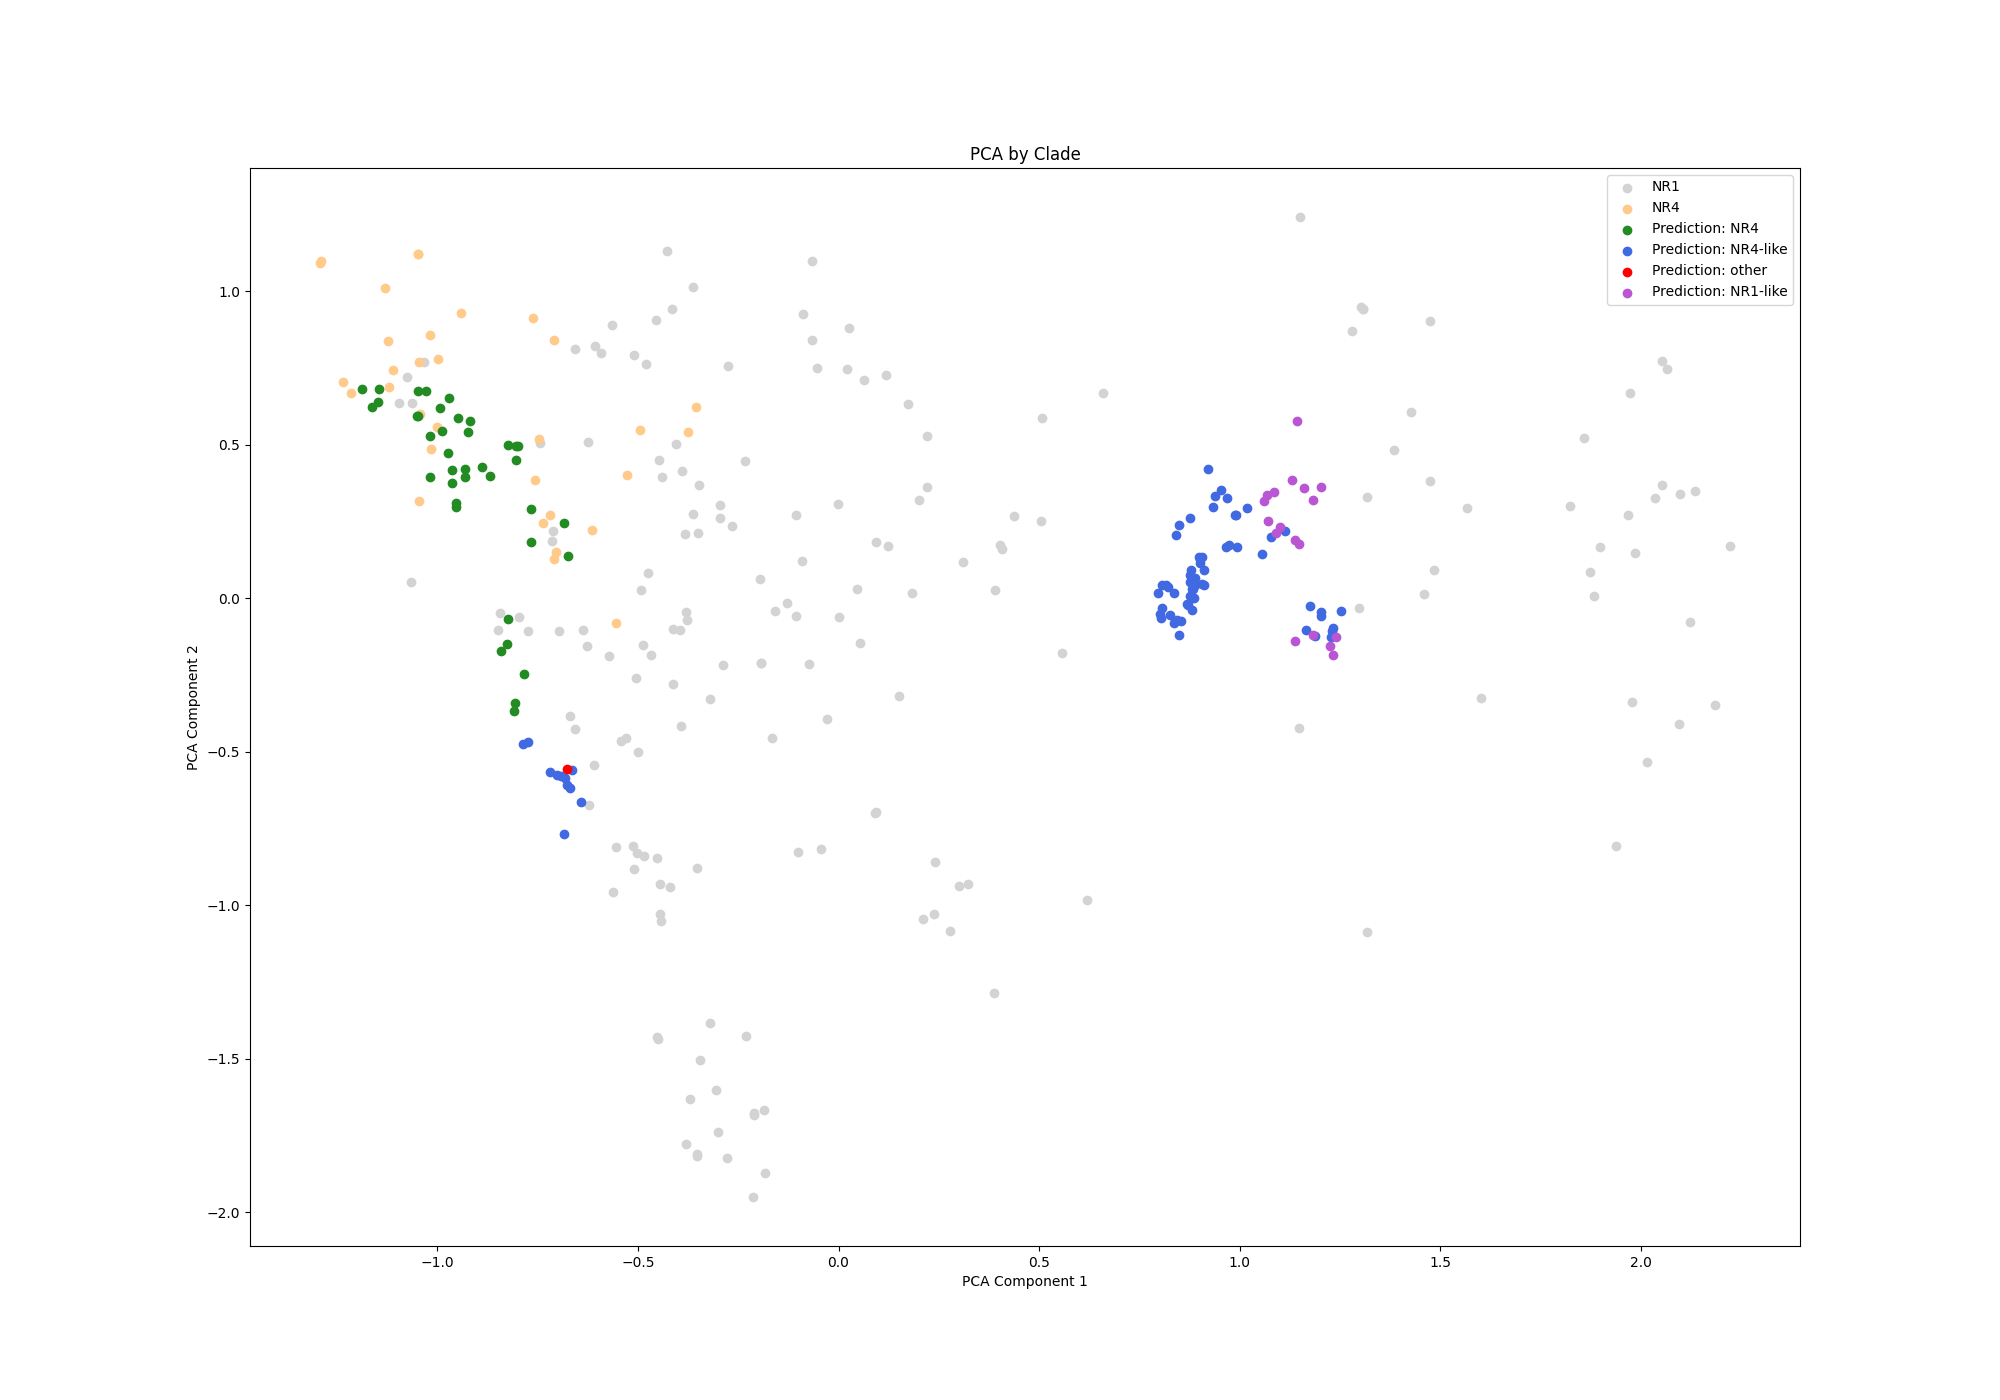 PCA by Clade
NR1
NR4
Prediction: NR4
Prediction: NR4-like
Prediction: other
Prediction: NR1-like
1.0
0.5
0.0
−0.5
−1.0
−1.5
−2.0
PCA Component 2
−1.0
−0.5
0.0
0.5
1.0
1.5
2.0
PCA Component 1